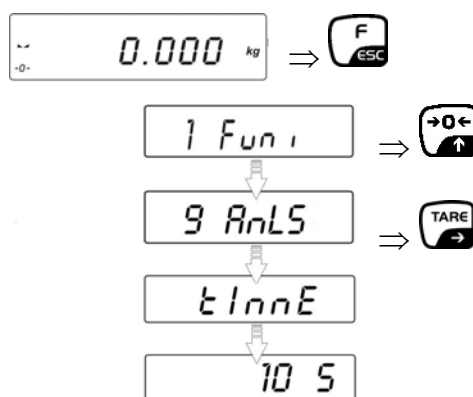 0.000 kg
-0-
⇒ F
ESC
1 Funi
⇒ →0←
↑
9 AnLS
⇒ TARE
→
tInnE
10 S